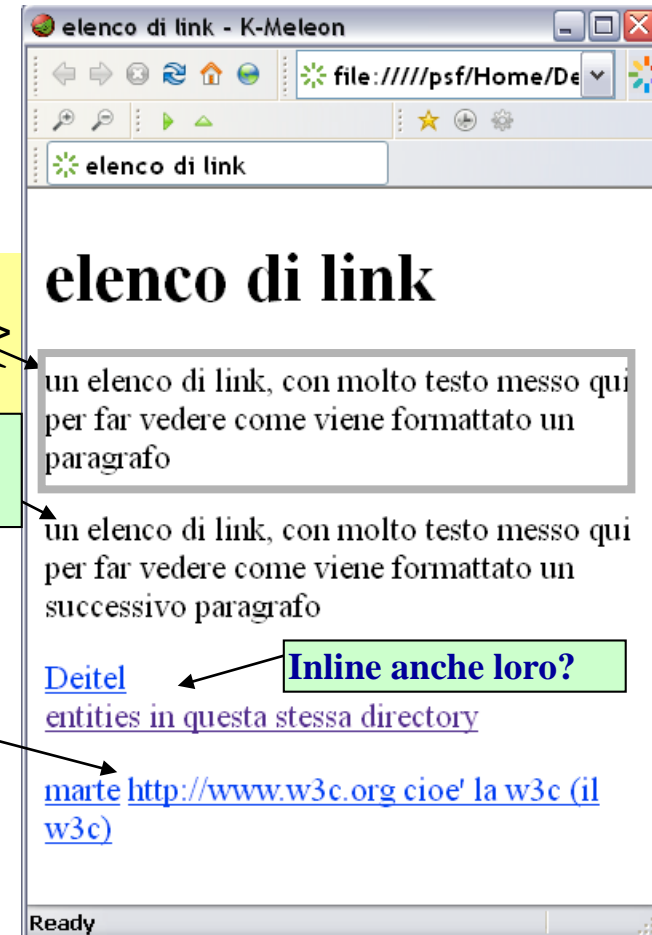 elenco di link - K-Meleon
file://///psf/Home/De
elenco di link
elenco di link
>
un elenco di link, con molto testo messo qui
per far vedere come viene formattato un
paragrafo
un elenco di link, con molto testo messo qui
per far vedere come viene formattato un
successivo paragrafo
Deitel
Inline anche loro?
entities in questa stessa directory
marte http://www.w3c.org cioe' la w3c (il
w3c)
Ready